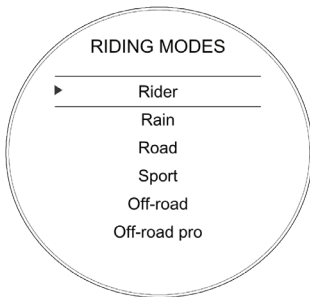 RIDING MODES
Rider
Rain
Road
Sport
Off-road
Off-road pro